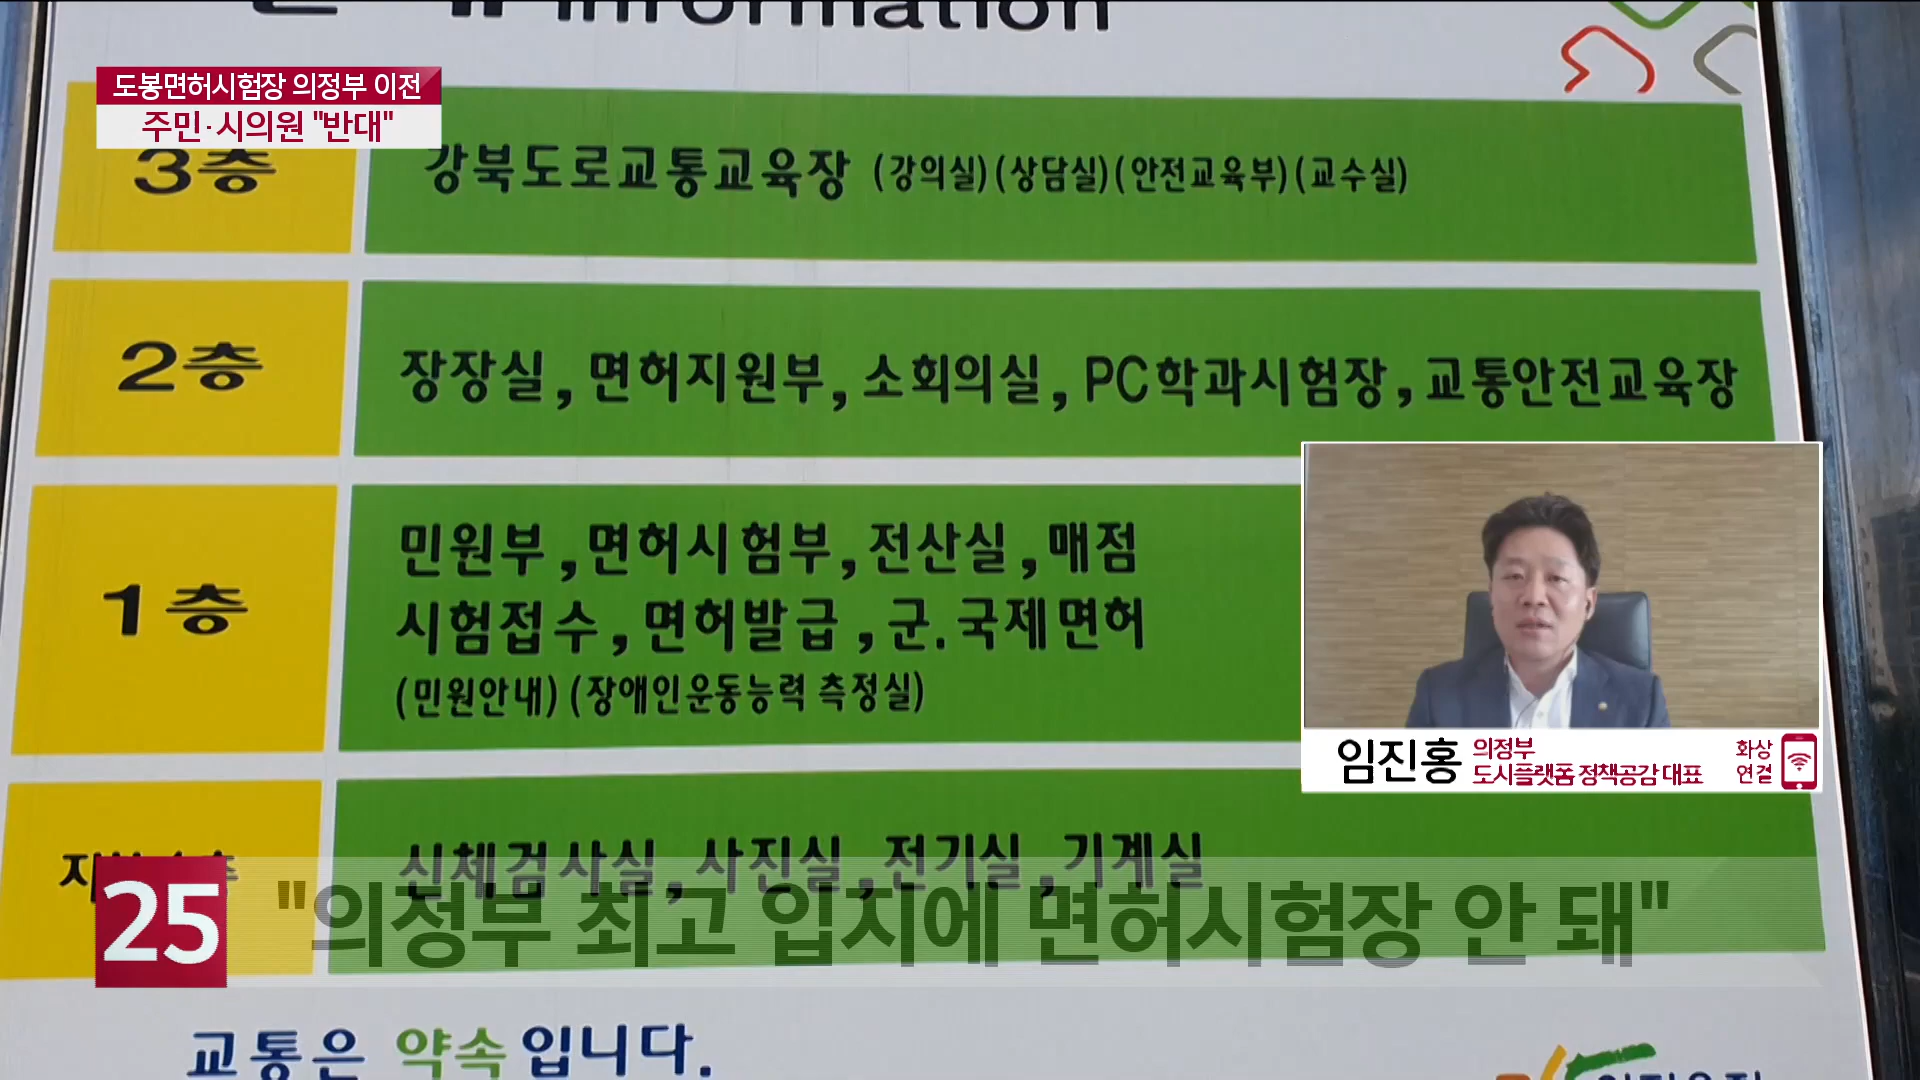 Information
도봉면허시험장 의정부 이전
주민·시의원 "반대"
3층
강북도로교통교육장 (강의실)(상담실)(안전교육부)(교수실)
2층
장장실, 면허지원부, 소회의실, PC학과시험장, 교통안전교육장
1층
민원부, 면허시험부, 전산실, 매점
시험접수, 면허발급, 군.국제면허
(민원안내)(장애인운동능력 측정실)
임진홍
의정부
도시플랫폼 정책공감 대표
화상
연결
신체검사실, 사진실, 전기실, 기계실
25
"의정부 최고 입지에 면허시험장 안 돼"
교통은 약속입니다.